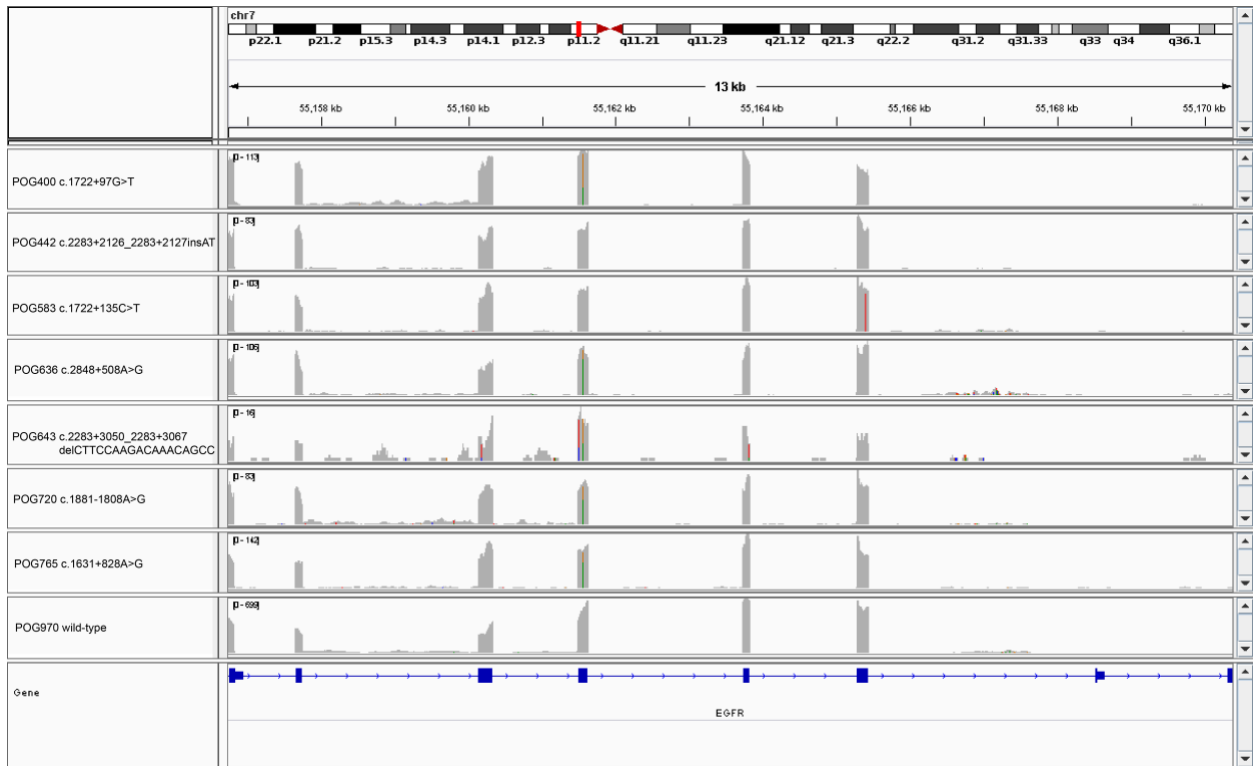 chr7
p22.1 p21.2 p15.3 p14.3 p14.1 p12.3 p11.2 q11.21 q11.23 q21.12 q21.3 q22.2 q31.2 q31.33 q33 q34 q36.1
13 kb
55,158 kb 55,160 kb 55,162 kb 55,164 kb 55,166 kb 55,168 kb 55,170 kb
[0 - 113]
POG400 c.1722+97G>T
[0 - 83]
POG442 c.2283+2126_2283+2127insAT
[0 - 103]
POG583 c.1722+135C>T
[0 - 106]
POG636 c.2848+508A>G
[0 - 16]
POG643 c.2283+3050_2283+3067
delCTTCCAAGACAAACAGCC
[0 - 83]
POG720 c.1881-1808A>G
[0 - 142]
POG765 c.1631+828A>G
[0 - 699]
POG970 wild-type
Gene
EGFR